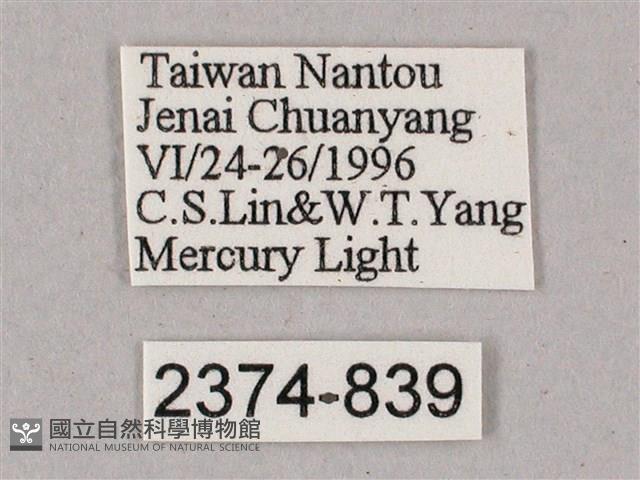 Taiwan Nantou
Jenai Chuanyang
VI/24-26/1996
C.S.Lin&W.T.Yang
Mercury Light
2374-839
國立自然科學博物館
NATIONAL MUSEUM OF NATURAL SCIENCE